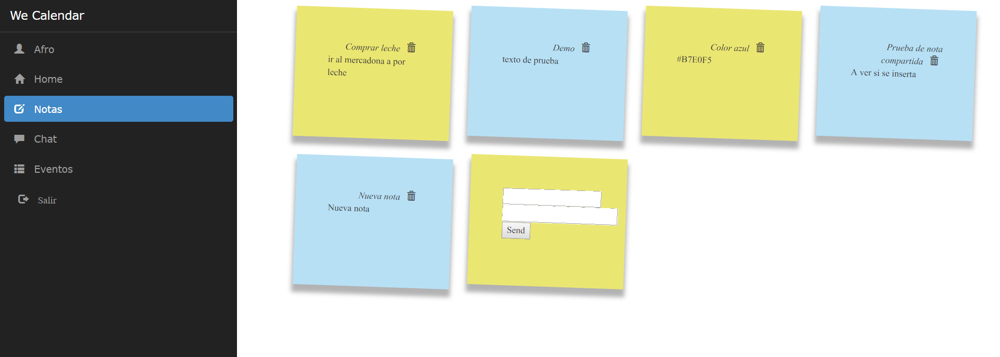 We Calendar
Afro
Home
Notas
Chat
Eventos
Salir
Comprar leche
ir al mercadona a por
leche
Demo
texto de prueba
Color azul
#B7E0F5
Prueba de nota
compartida
A ver si se inserta
Nueva nota
Nueva nota
Send